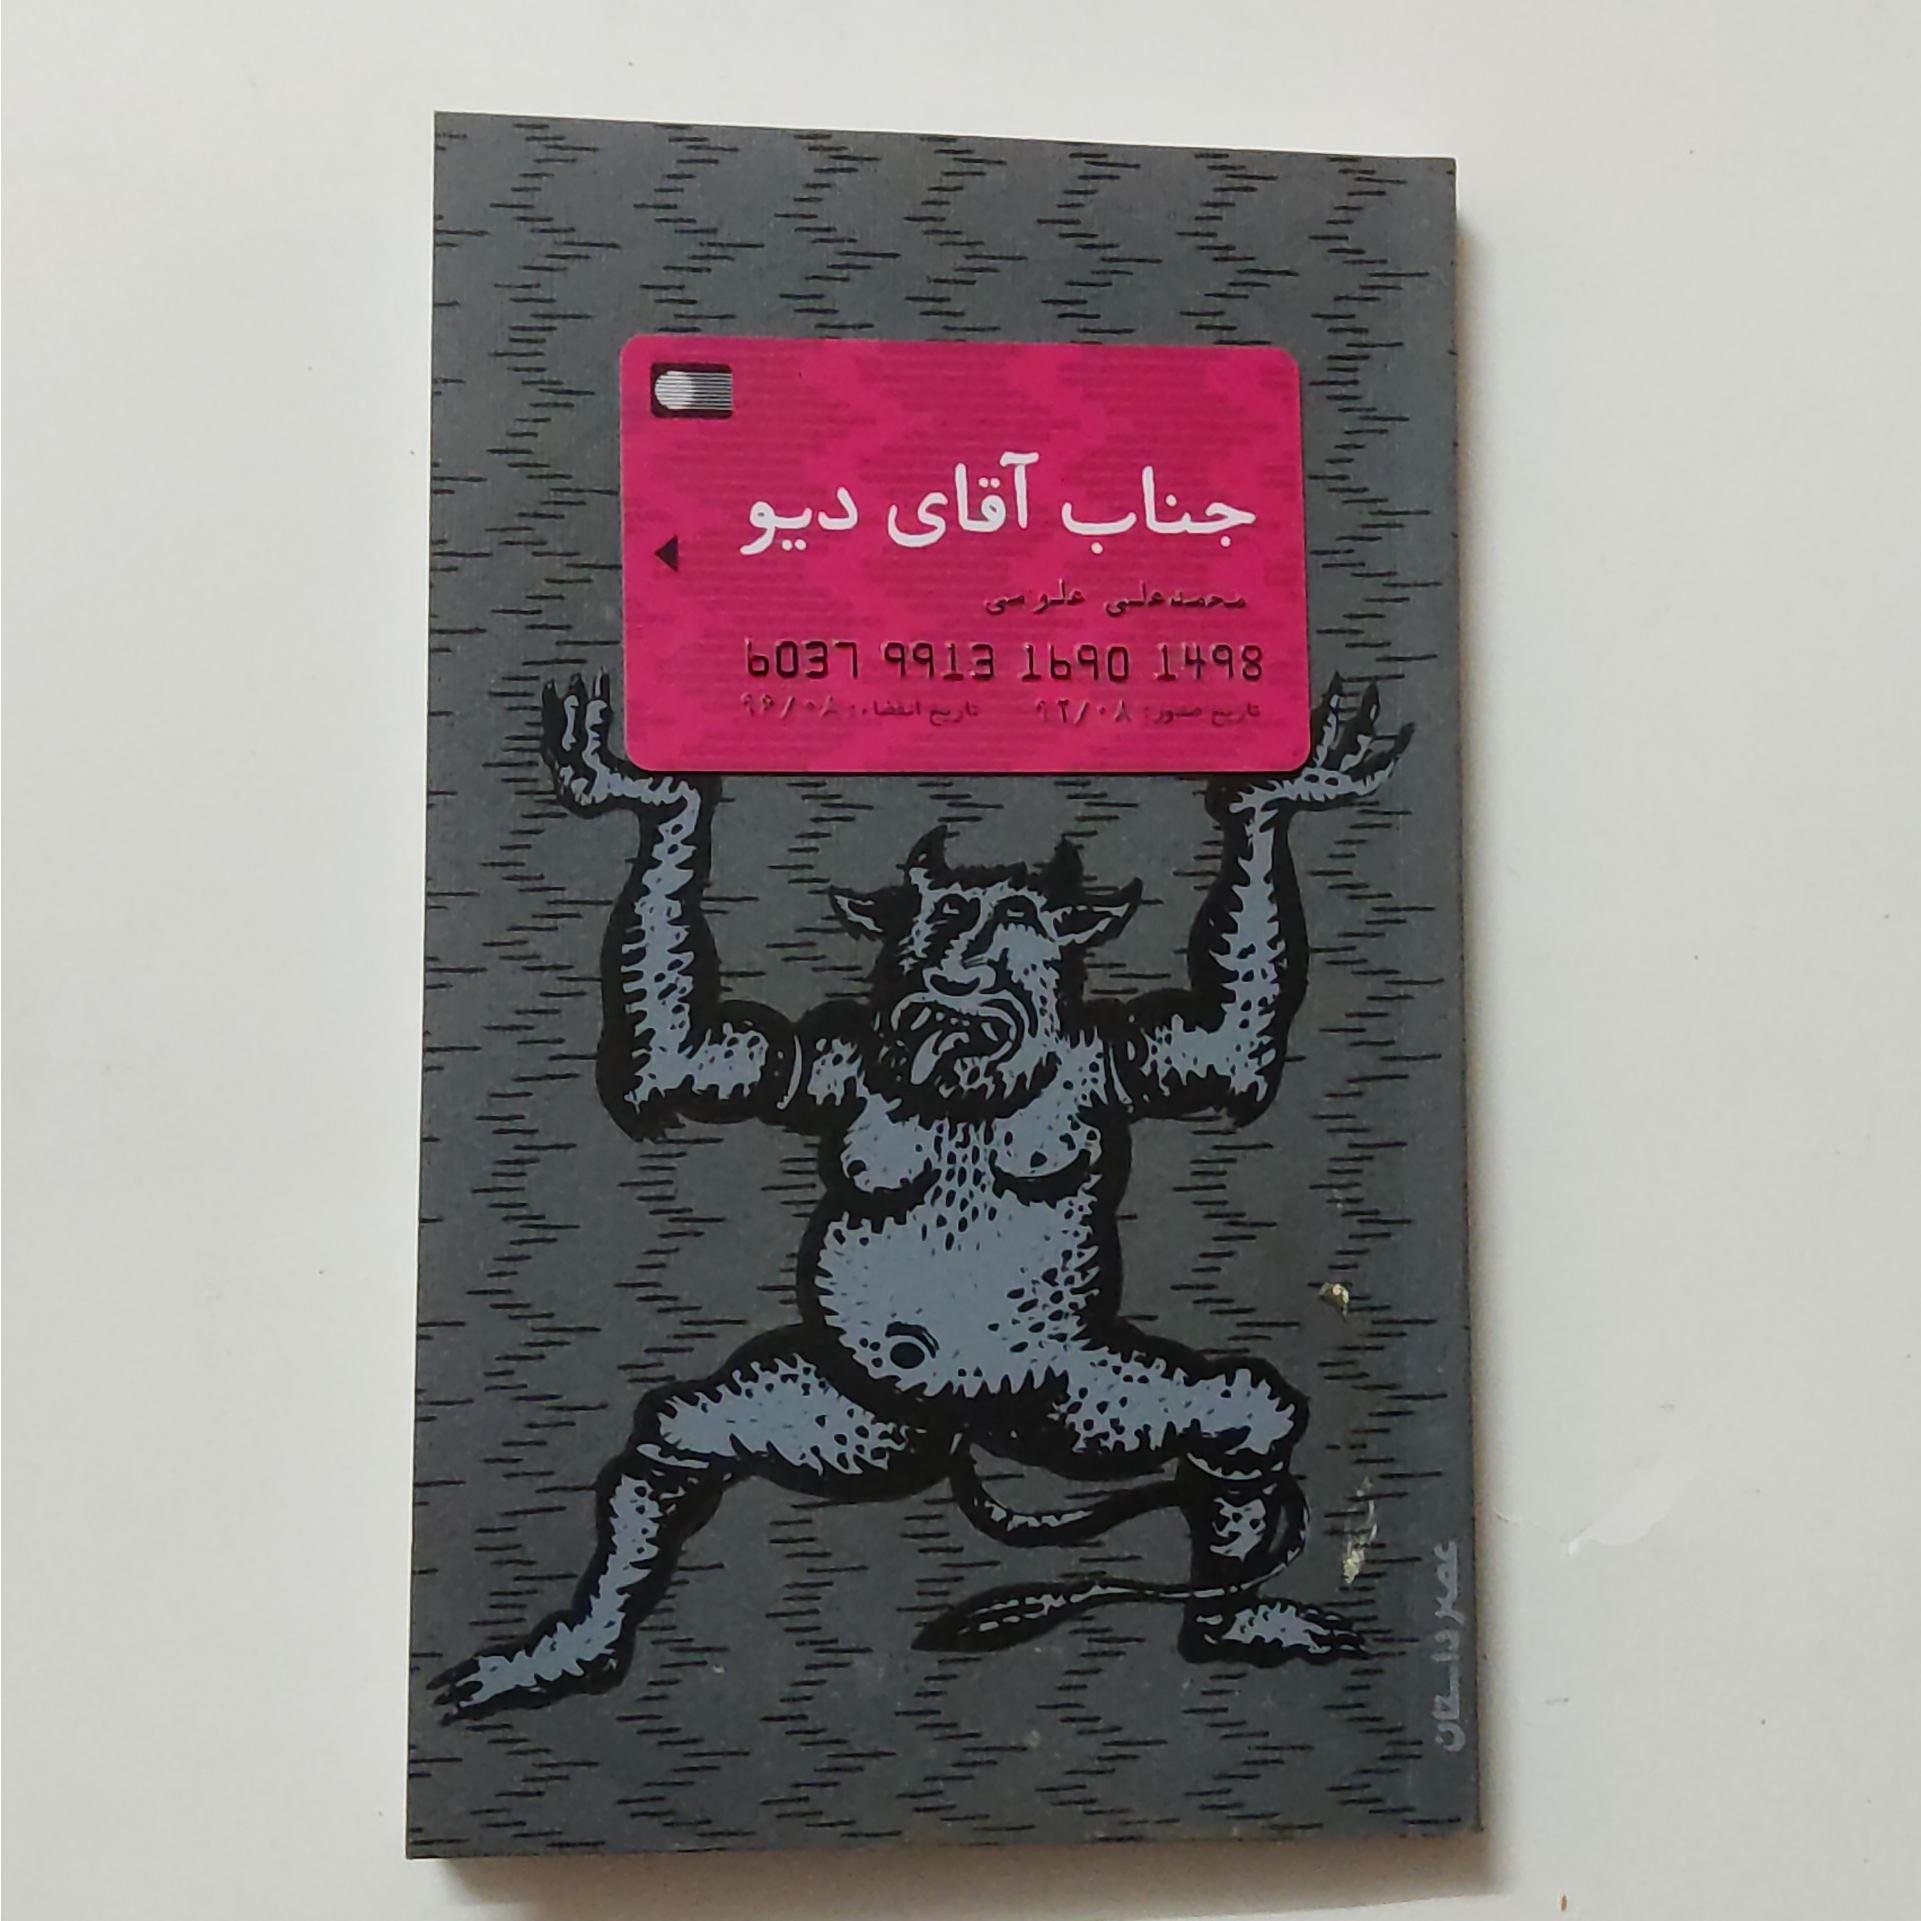 جناب آقای دیو
محمدعلی علومی
6037 9913 1690 1498
تاریخ صدور: ۹۲/۰۸ تاریخ انقضاء: ۹۶/۰۸
عصر داستان